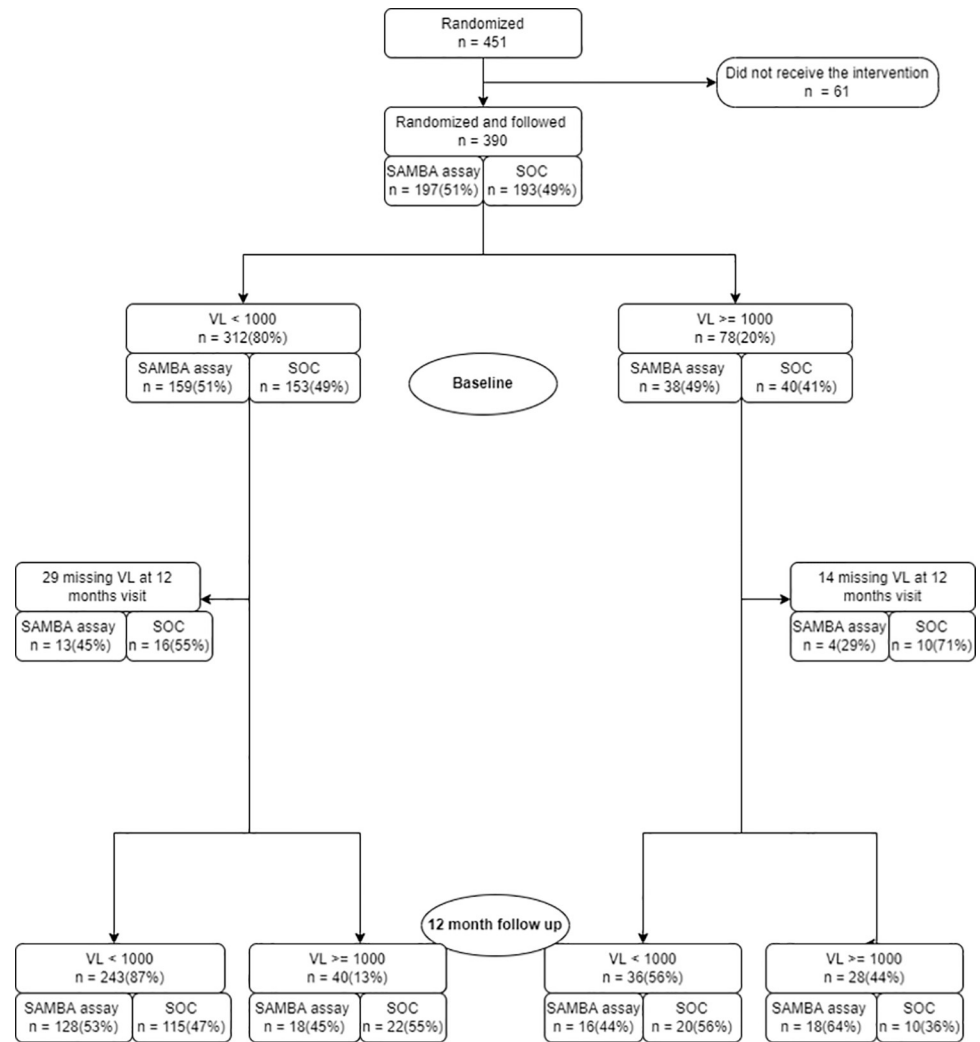 Randomized
n = 451
Did not receive the intervention
n = 61
Randomized and followed
n = 390
SAMBA assay
n = 197(51%)
SOC
n = 193(49%)
VL < 1000
n = 312(80%)
SAMBA assay
n = 159(51%)
SOC
n = 153(49%)
Baseline
VL >= 1000
n = 78(20%)
SAMBA assay
n = 38(49%)
SOC
n = 40(41%)
29 missing VL at 12
months visit
SAMBA assay
n = 13(45%)
SOC
n = 16(55%)
14 missing VL at 12
months visit
SAMBA assay
n = 4(29%)
SOC
n = 10(71%)
12 month follow up
VL < 1000
n = 243(87%)
SAMBA assay
n = 128(53%)
SOC
n = 115(47%)
VL >= 1000
n = 40(13%)
SAMBA assay
n = 18(45%)
SOC
n = 22(55%)
VL < 1000
n = 36(56%)
SAMBA assay
n = 16(44%)
SOC
n = 20(56%)
VL >= 1000
n = 28(44%)
SAMBA assay
n = 18(64%)
SOC
n = 10(36%)